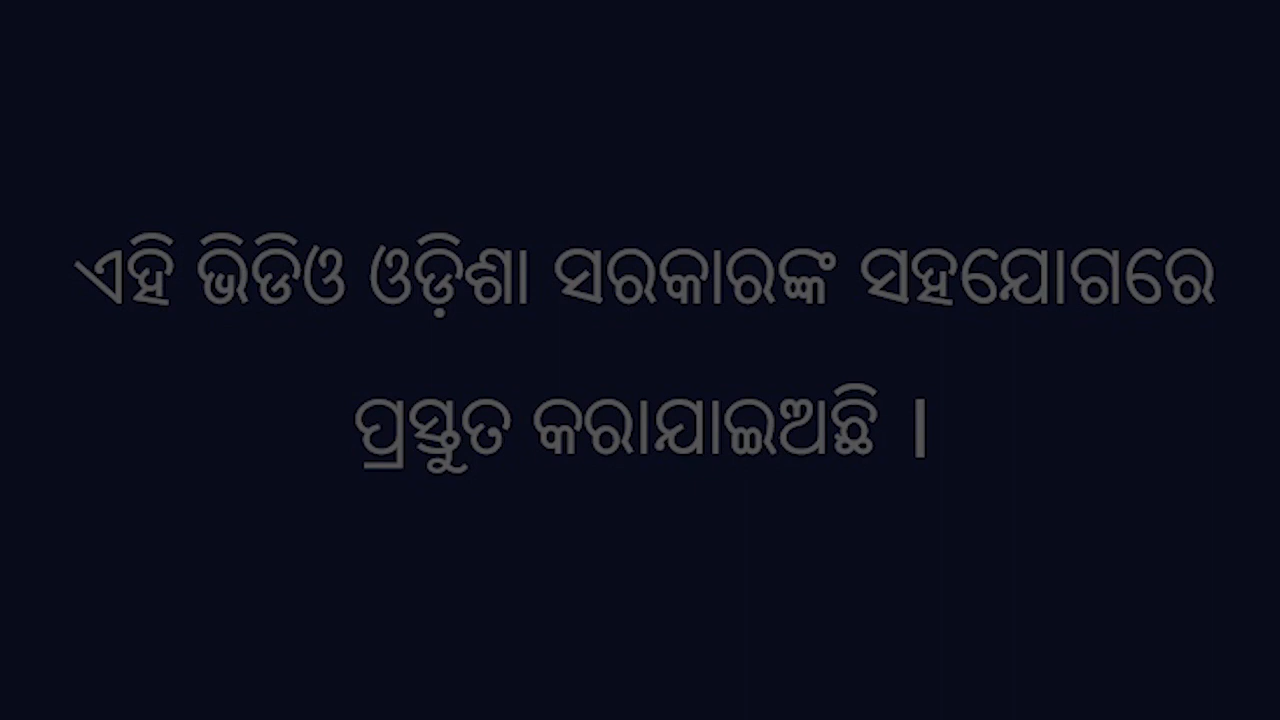 ଏହି ଭିଡିଓ ଓଡ଼ିଶା ସରକାରଙ୍କ ସହଯୋଗରେ
ପ୍ରସ୍ତୁତ କରାଯାଇଅଛି ।